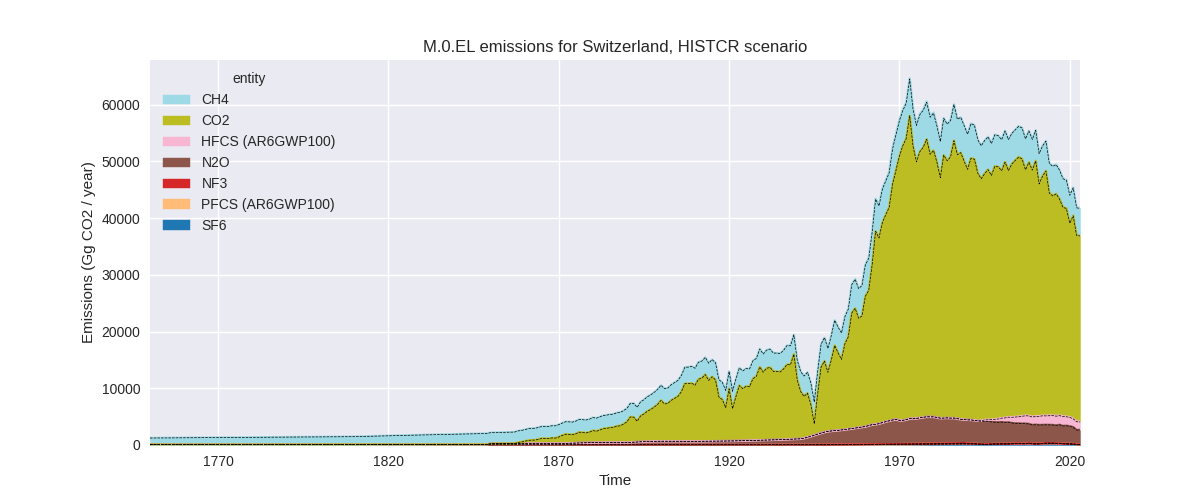 M.0.EL emissions for Switzerland, HISTCR scenario
entity
CH4
CO2
HFCS (AR6GWP100)
N2O
NF3
PFCS (AR6GWP100)
SF6
Emissions (Gg CO2 / year)
60000
50000
40000
30000
20000
10000
0
1770
1820
1870
1920
1970
2020
Time